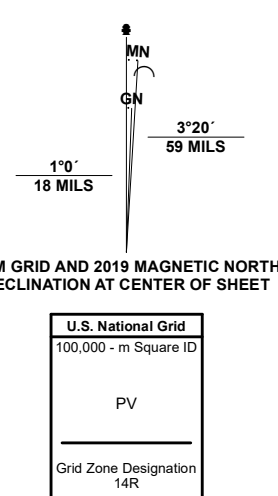 MN
GN
3°20´
59 MILS
1°0´
18 MILS
M GRID AND 2019 MAGNETIC NORTH
ECLINATION AT CENTER OF SHEET
U.S. National Grid
100,000 - m Square ID
PV
Grid Zone Designation
14R